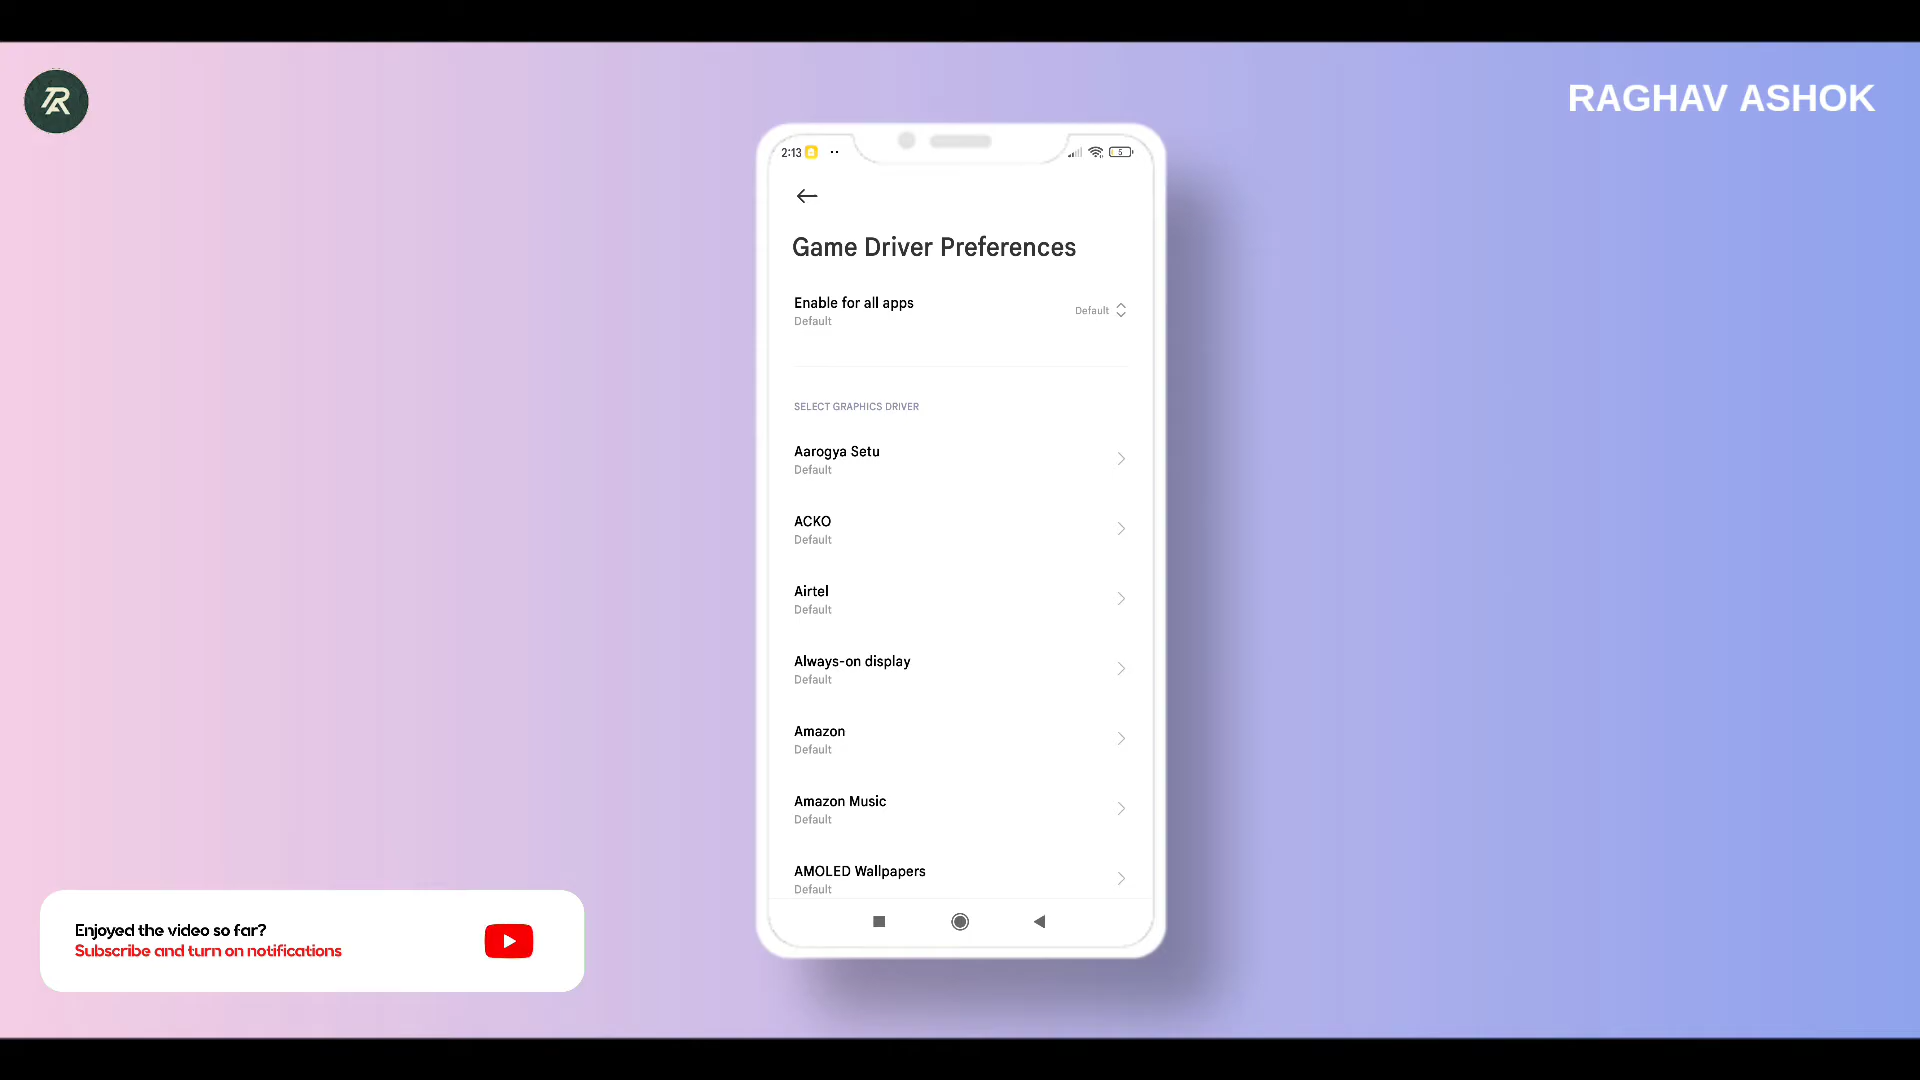 RAGHAV ASHOK
2:13
5
Game Driver Preferences
Enable for all apps
Default
Default
SELECT GRAPHICS DRIVER
Aarogya Setu
Default
ACKO
Default
Airtel
Default
Always-on display
Default
Amazon
Default
Amazon Music
Default
AMOLED Wallpapers
Default
Enjoyed the video so far?
Subscribe and turn on notifications